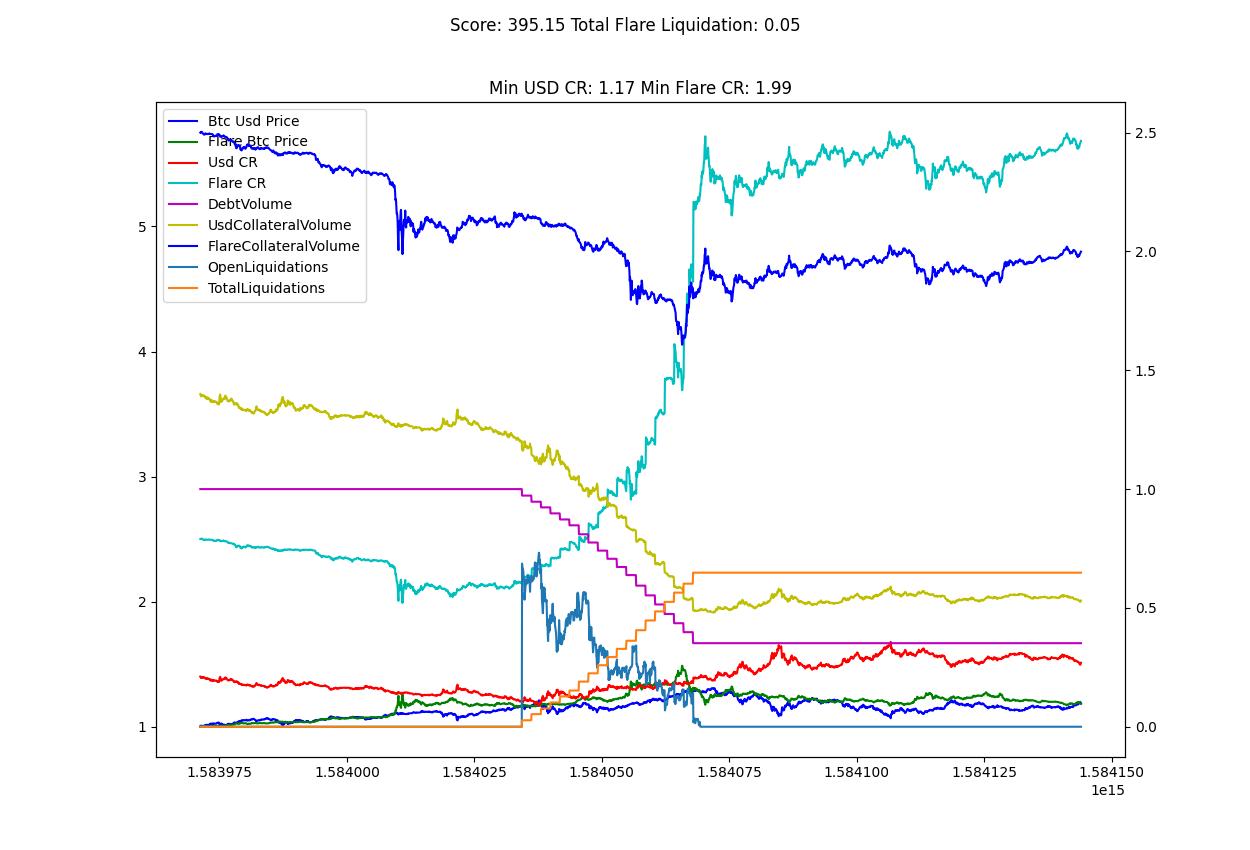 Score: 395.15 Total Flare Liquidation: 0.05
Min USD CR: 1.17 Min Flare CR: 1.99
Btc Usd Price
Flare Btc Price
Usd CR
Flare CR
DebtVolume
UsdCollateralVolume
FlareCollateralVolume
OpenLiquidations
TotalLiquidations
5
4
3
2
1
2.5
2.0
1.5
1.0
0.5
0.0
1.583975 1.584000 1.584025 1.584050 1.584075 1.584100 1.584125 1.584150
1e15